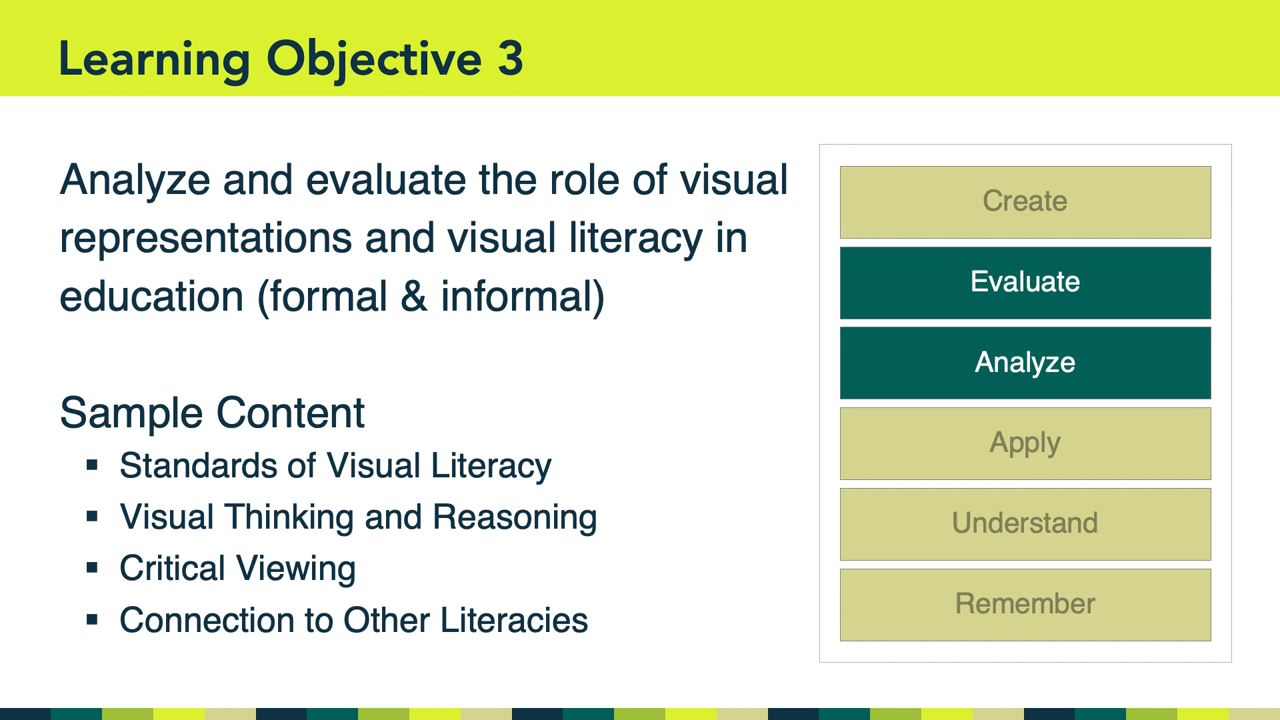 Learning Objective 3
Analyze and evaluate the role of visual
representations and visual literacy in
education (formal & informal)
Sample Content
▪ Standards of Visual Literacy
▪ Visual Thinking and Reasoning
▪ Critical Viewing
▪ Connection to Other Literacies
Create
Evaluate
Analyze
Apply
Understand
Remember